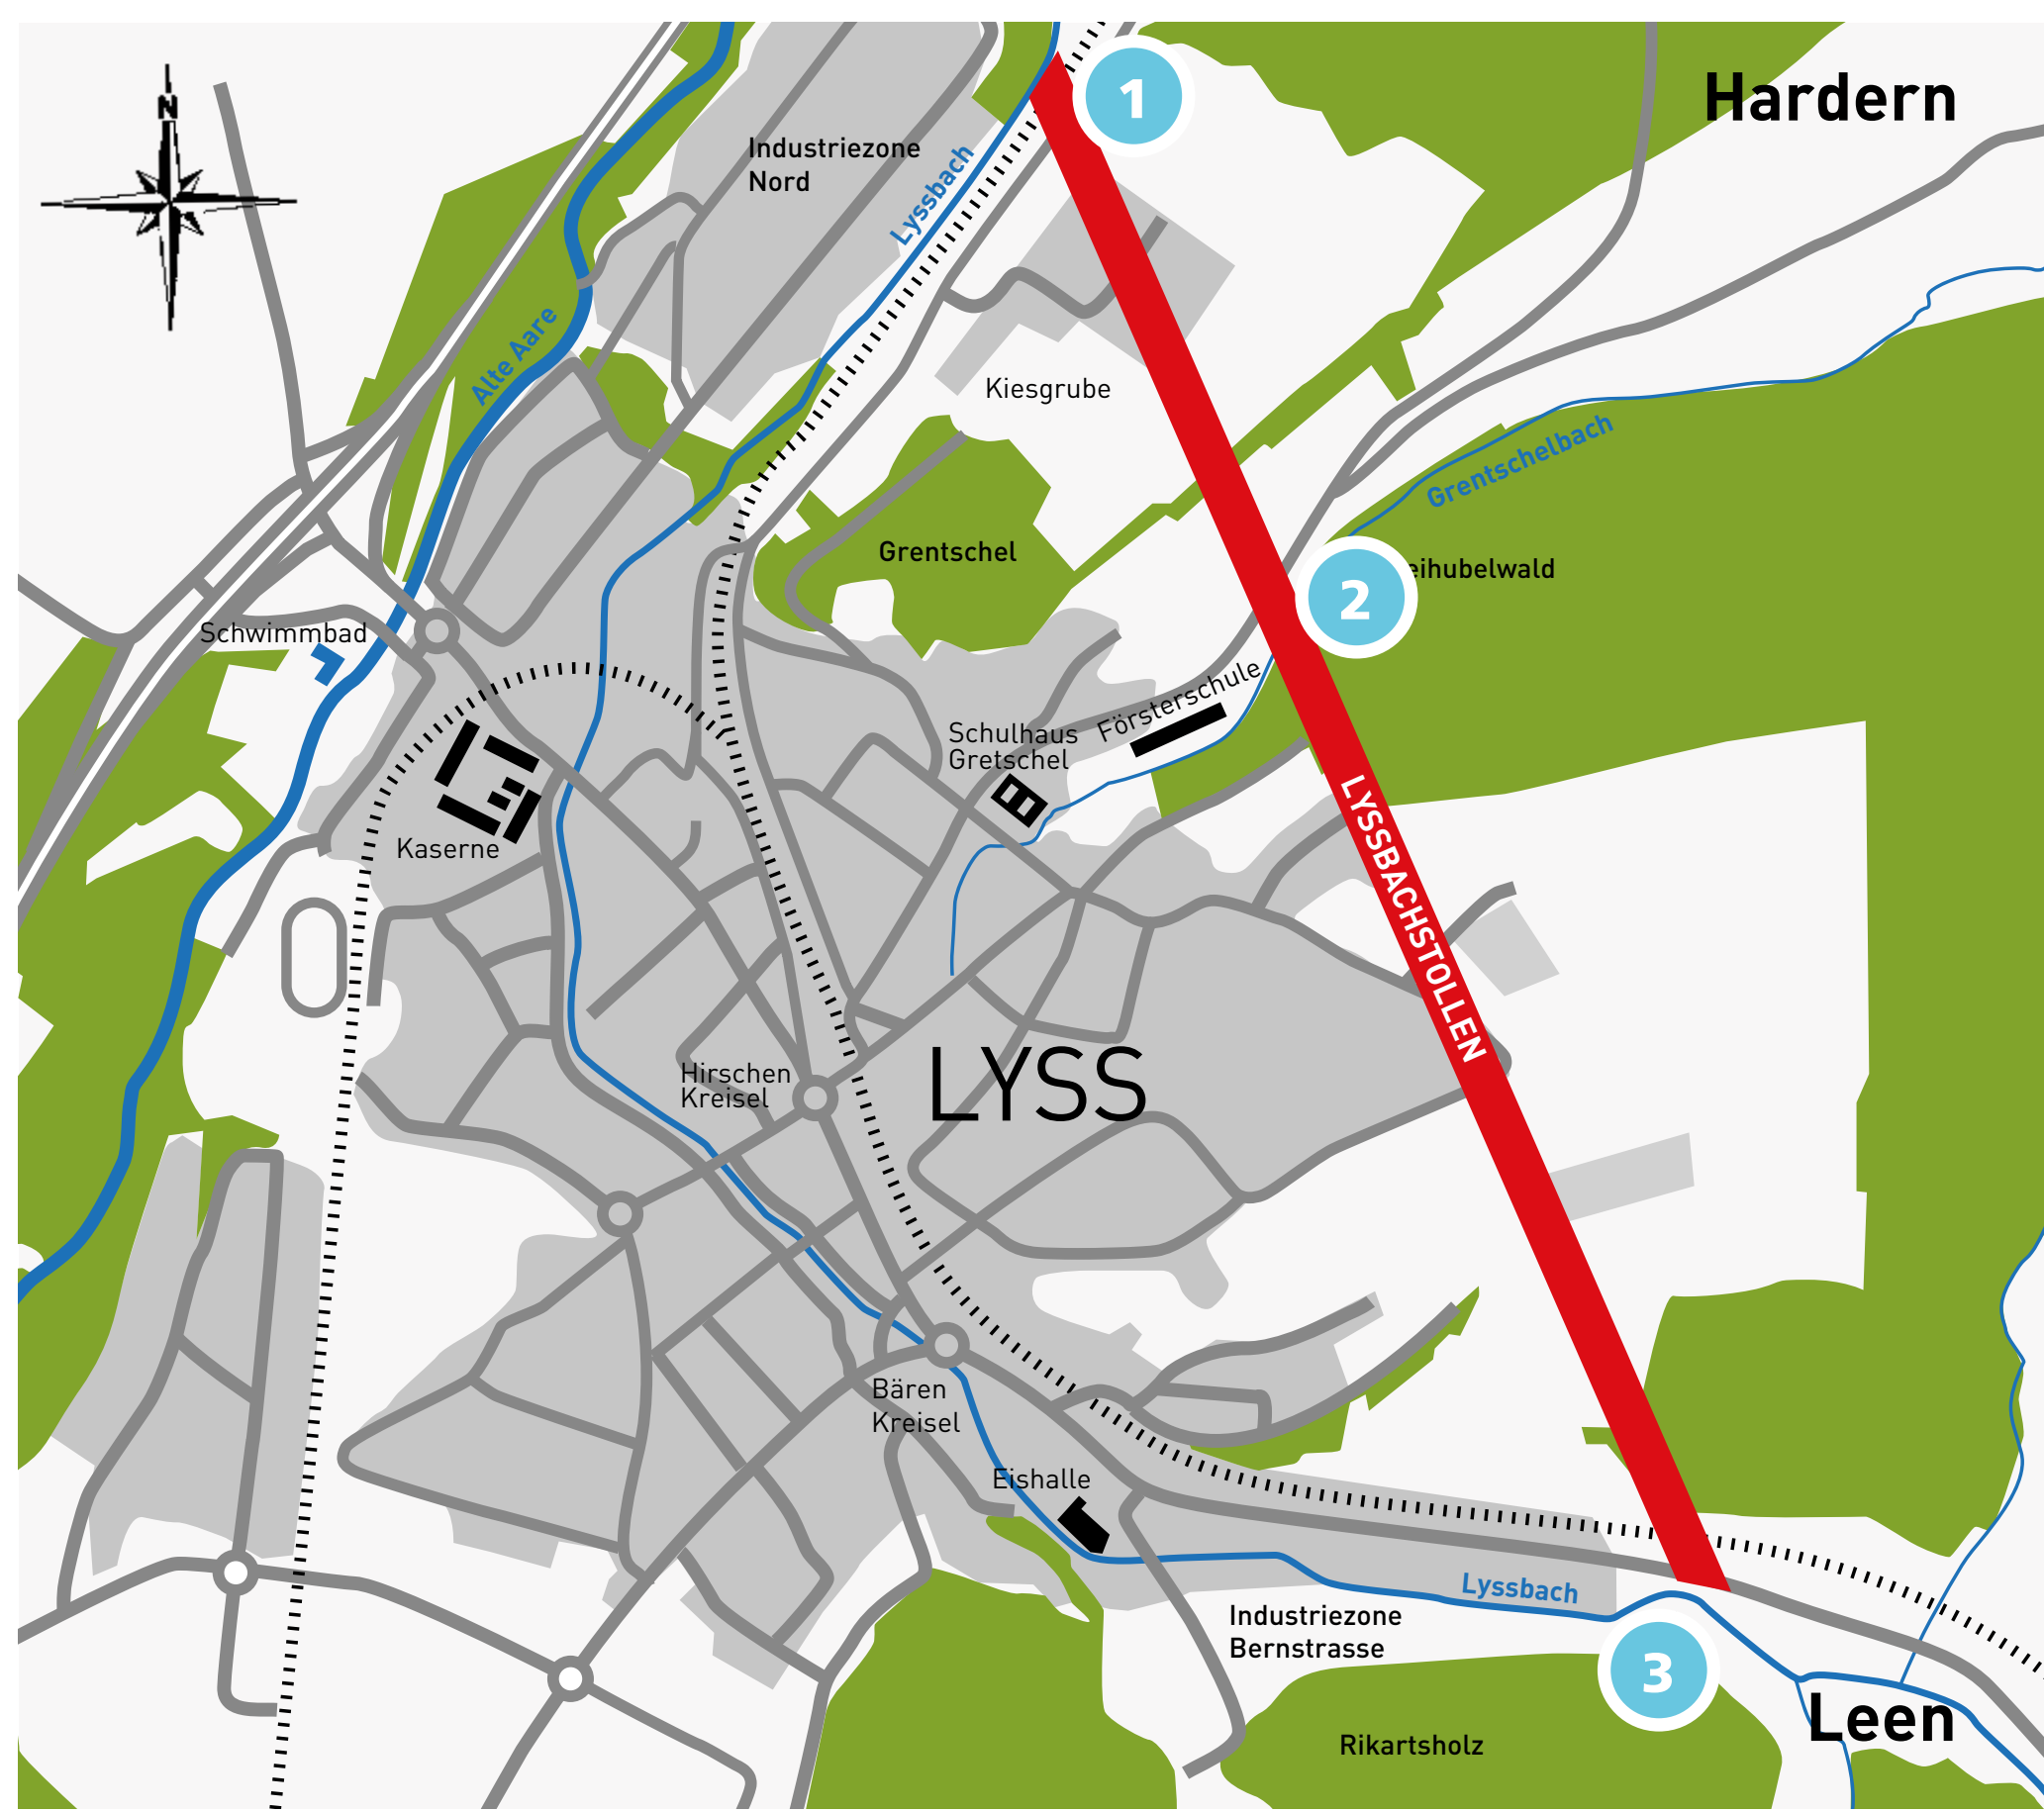 N
1
Hardern
Industriezone
Nord
Lyssbach
Alte Aare
Kiesgrube
Grentschelbach
Grentschel
eihubelwald
2
Schwimmbad
Försterschule
Schulhaus
Gretschel
LYSSBACHSTOLLEN
Kaserne
Hirschen
Kreisel
LYSS
Bären
Kreisel
Eishalle
Lyssbach
Industriezone
Bernstrasse
3
Leen
Rikartsholz